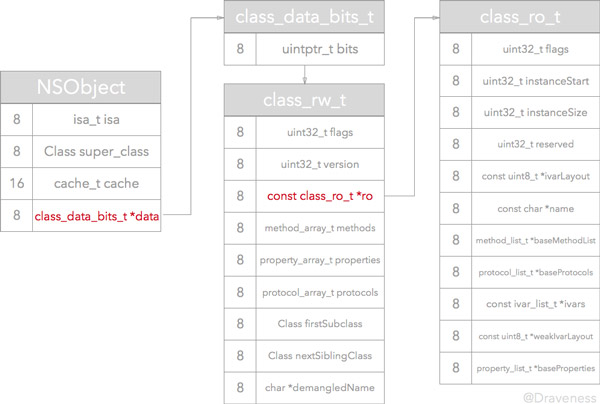 NSObject
8 isa_t isa
8 Class super_class
16 cache_t cache
8 class_data_bits_t *data
class_data_bits_t
8 uintptr_t bits
class_rw_t
8 uint32_t flags
8 uint32_t version
8 const class_ro_t *ro
8 method_array_t methods
8 property_array_t properties
8 protocol_array_t protocols
8 Class firstSubclass
8 Class nextSiblingClass
8 char *demangledName
class_ro_t
8 uint32_t flags
8 uint32_t instanceStart
8 uint32_t instanceSize
8 uint32_t reserved
8 const uint8_t *ivarLayout
8 const char *name
8 method_list_t *baseMethodList
8 protocol_list_t *baseProtocols
8 const ivar_list_t *ivars
8 const uint8_t *weakIvarLayout
8 property_list_t *baseProperties
@Draveness